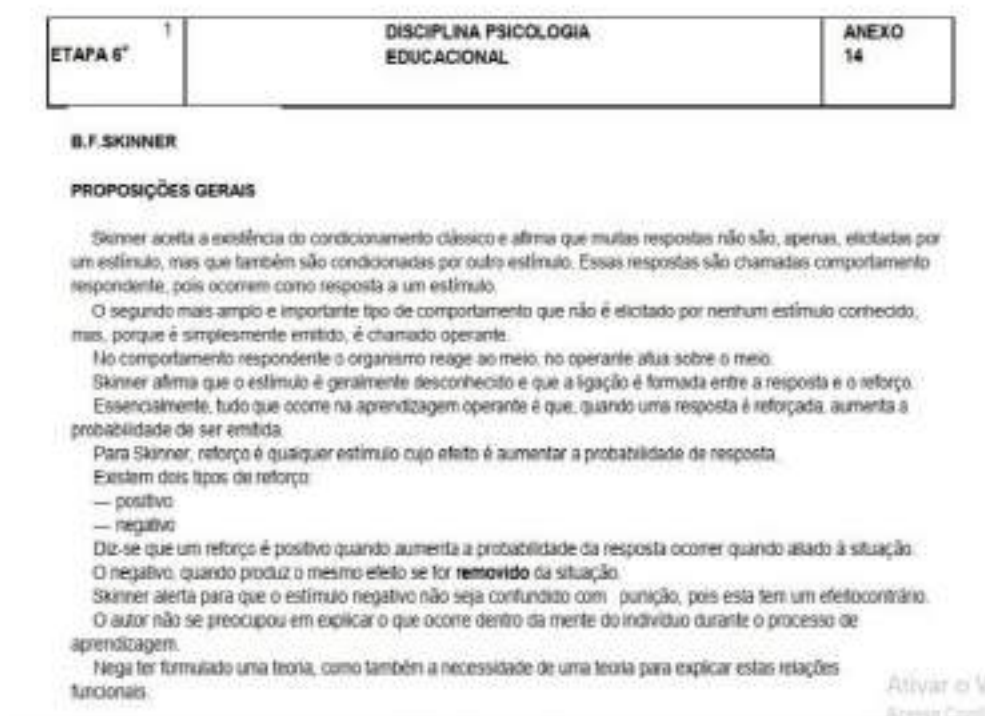 1
ETAPA 6ª
DISCIPLINA PSICOLOGIA
EDUCACIONAL
ANEXO
14
B.F.SKINNER
PROPOSIÇÕES GERAIS
Skinner aceita a existência do condicionamento clássico e afirma que muitas respostas não são, apenas, elicitadas por
um estímulo, mas que também são condicionadas por outro estímulo. Essas respostas são chamadas comportamento
respondente, pois ocorrem como resposta a um estímulo.
O segundo mais amplo e importante tipo de comportamento que não é elicitado por nenhum estímulo conhecido,
mas, porque é simplesmente emitido, é chamado operante.
No comportamento respondente o organismo reage ao meio, no operante atua sobre o meio.
Skinner afirma que o estímulo é geralmente desconhecido e que a ligação é formada entre a resposta e o reforço.
Essencialmente, tudo que ocorre na aprendizagem operante é que, quando uma resposta é reforçada, aumenta a
probabilidade de ser emitida.
Para Skinner, reforço é qualquer estímulo cujo efeito é aumentar a probabilidade de resposta.
Existem dois tipos de reforço:
— positivo
— negativo
Diz-se que um reforço é positivo quando aumenta a probabilidade da resposta ocorrer quando aliado à situação.
O negativo, quando produz o mesmo efeito se for removido da situação.
Skinner alerta para que o estímulo negativo não seja confundido com punição, pois esta tem um efeitocontrário.
O autor não se preocupou em explicar o que ocorre dentro da mente do indivíduo durante o processo de
aprendizagem.
Nega ter formulado uma teoria, como também a necessidade de uma teoria para explicar estas relações
funcionais.
Ativar o